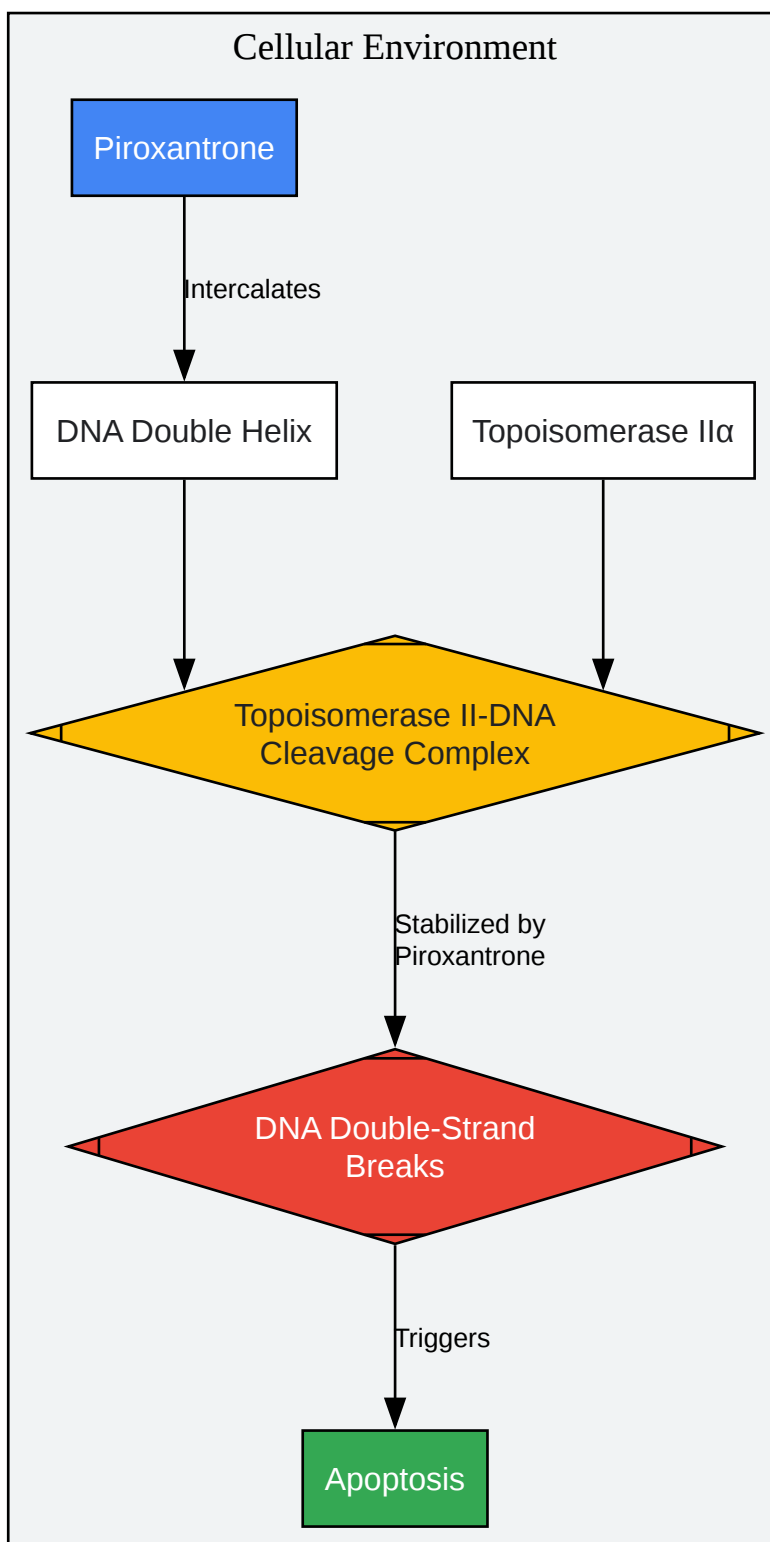 Cellular Environment
Piroxantrone
Intercalates
DNA Double Helix
Topoisomerase IIα
Topoisomerase II-DNA
Cleavage Complex
Stabilized by
Piroxantrone
DNA Double-Strand
Breaks
Triggers
Apoptosis